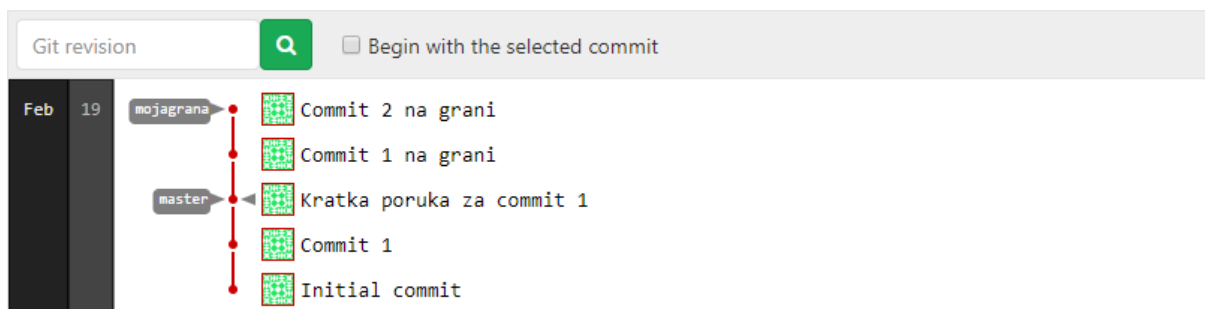 Git revision Begin with the selected commit
Feb 19 mojagrana Commit 2 na grani
Commit 1 na grani
master Kratka poruka za commit 1
Commit 1
Initial commit